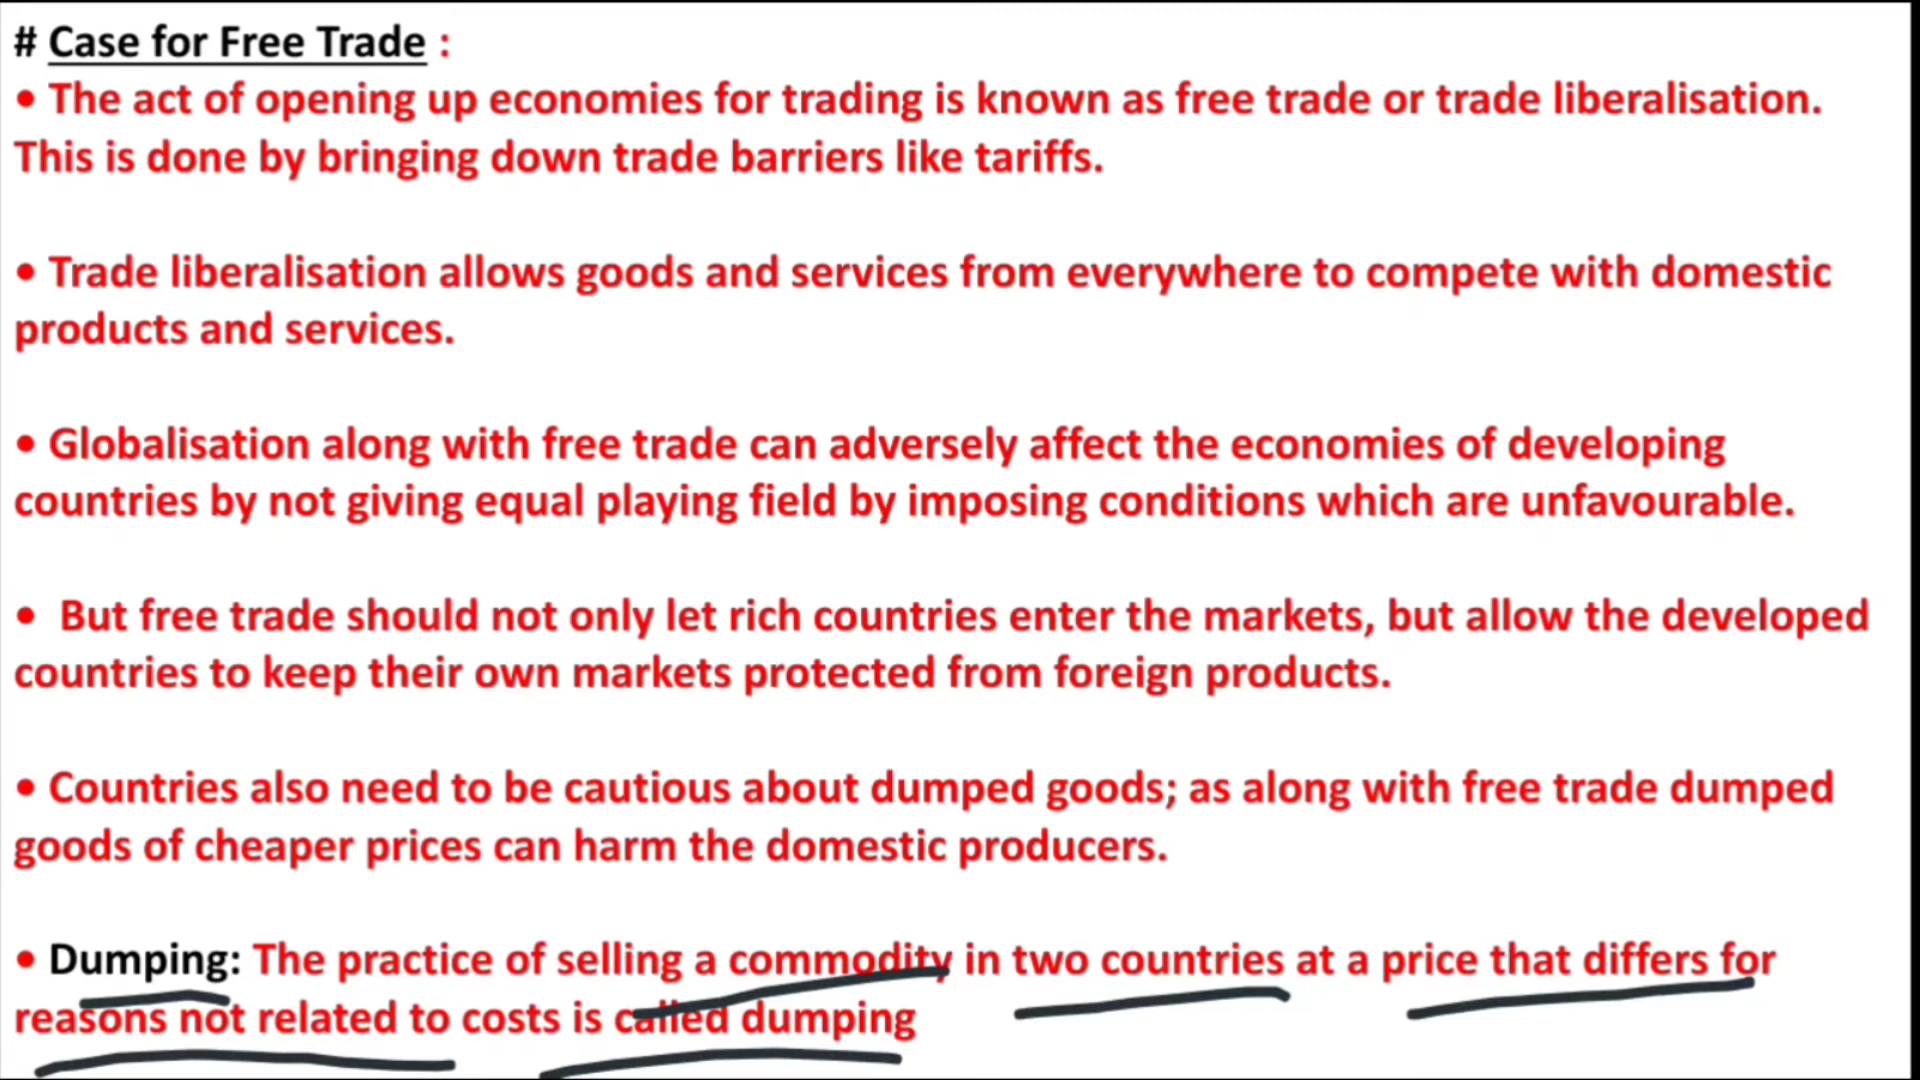 # Case for Free Trade :
• The act of opening up economies for trading is known as free trade or trade liberalisation.
This is done by bringing down trade barriers like tariffs.
• Trade liberalisation allows goods and services from everywhere to compete with domestic
products and services.
• Globalisation along with free trade can adversely affect the economies of developing
countries by not giving equal playing field by imposing conditions which are unfavourable.
• But free trade should not only let rich countries enter the markets, but allow the developed
countries to keep their own markets protected from foreign products.
• Countries also need to be cautious about dumped goods; as along with free trade dumped
goods of cheaper prices can harm the domestic producers.
• Dumping: The practice of selling a commodity in two countries at a price that differs for
reasons not related to costs is called dumping